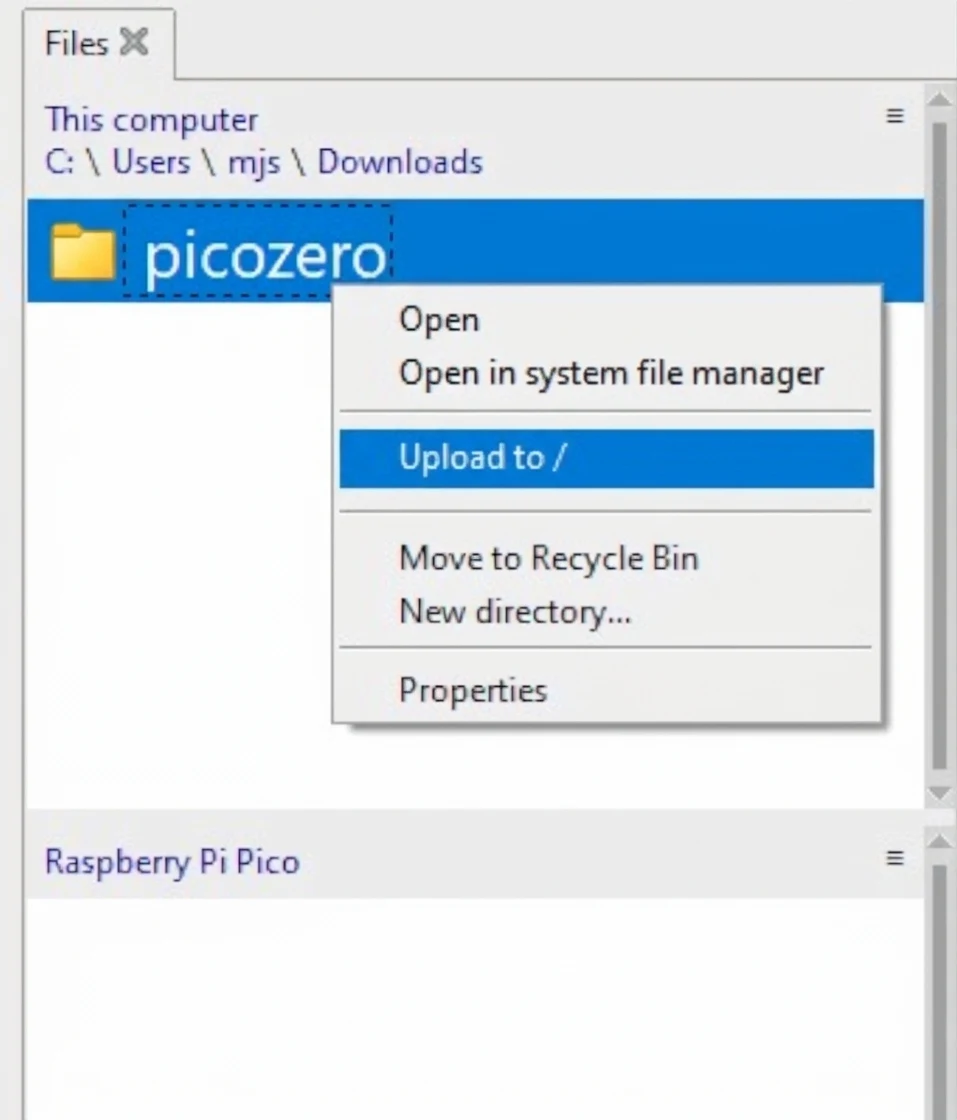 Files
This computer
C: \ Users \ mjs \ Downloads
picozero
Open
Open in system file manager
Upload to /
Move to Recycle Bin
New directory...
Properties
Raspberry Pi Pico